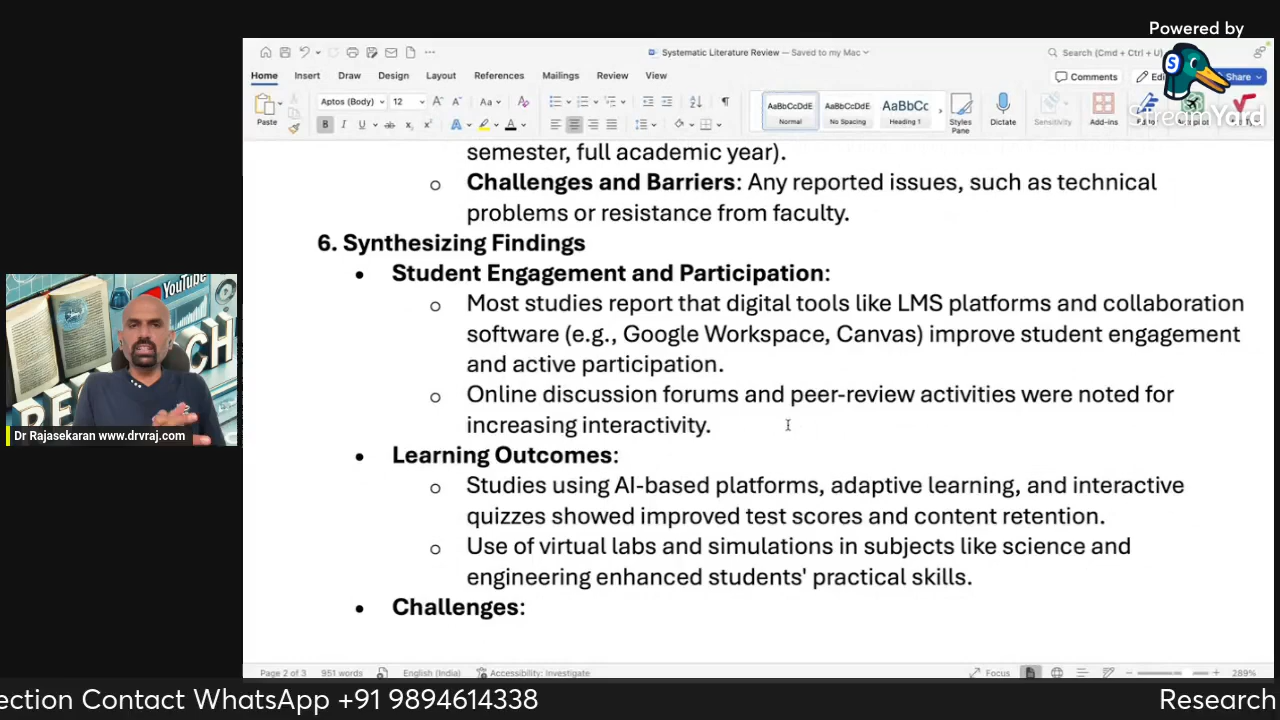 Powered by
StreamYard
Systematic Literature Review — Saved to my Mac
Search (Cmd + Ctrl + U)
Home Insert Draw Design Layout References Mailings Review View
Comments
Share
Paste
Aptos (Body) 12
AaBbCcDdE
Normal
AaBbCcDdE
No Spacing
AaBbCc
Heading 1
Styles
Pane
Dictate
Sensitivity
Add-ins
semester, full academic year).
o Challenges and Barriers: Any reported issues, such as technical
problems or resistance from faculty.
6. Synthesizing Findings
• Student Engagement and Participation:
o Most studies report that digital tools like LMS platforms and collaboration
software (e.g., Google Workspace, Canvas) improve student engagement
and active participation.
o Online discussion forums and peer-review activities were noted for
increasing interactivity.
• Learning Outcomes:
o Studies using AI-based platforms, adaptive learning, and interactive
quizzes showed improved test scores and content retention.
o Use of virtual labs and simulations in subjects like science and
engineering enhanced students' practical skills.
• Challenges:
YouTube
Dr Rajasekaran www.drvraj.com
Page 2 of 3 951 words English (India) Accessibility: Investigate
Focus
289%
ection Contact WhatsApp +91 9894614338
Research